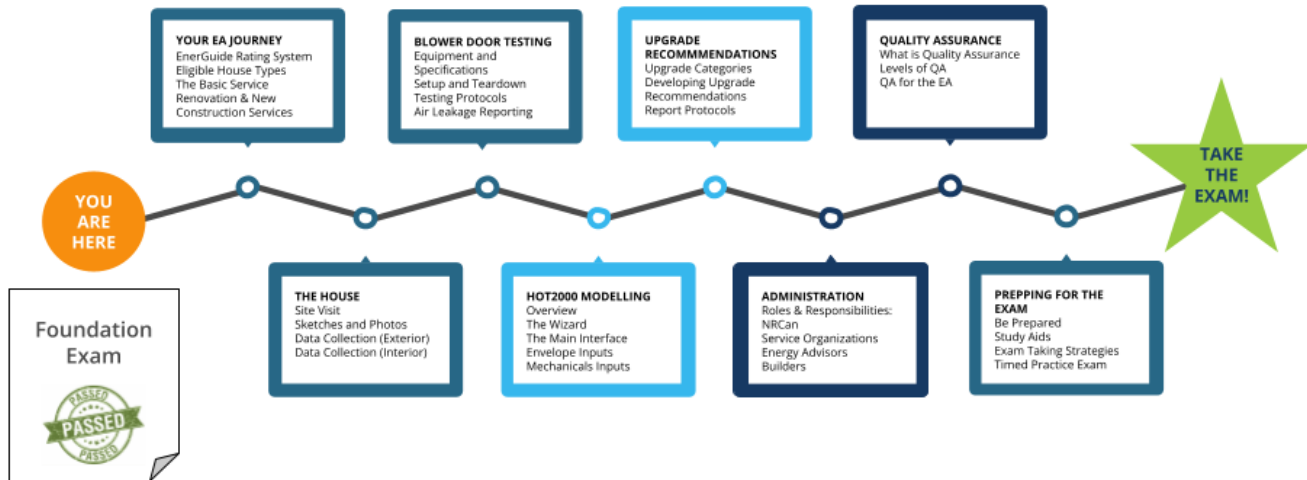 YOUR EA JOURNEY
EnerGuide Rating System
Eligible House Types
The Basic Service
Renovation & New
Construction Services
BLOWER DOOR TESTING
Equipment and
Specifications
Setup and Teardown
Testing Protocols
Air Leakage Reporting
UPGRADE
RECOMMMENDATIONS
Upgrade Categories
Developing Upgrade
Recommendations
Report Protocols
QUALITY ASSURANCE
What is Quality Assurance
Levels of QA
QA for the EA
YOU
ARE
HERE
TAKE
THE
EXAM!
THE HOUSE
Site Visit
Sketches and Photos
Data Collection (Exterior)
Data Collection (Interior)
HOT2000 MODELLING
Overview
The Wizard
The Main Interface
Envelope Inputs
Mechanicals Inputs
ADMINISTRATION
Roles & Responsibilities:
NRCan
Service Organizations
Energy Advisors
Builders
PREPPING FOR THE
EXAM
Be Prepared
Study Aids
Exam Taking Strategies
Timed Practice Exam
Foundation
Exam
PASSED
PASSED
PASSED